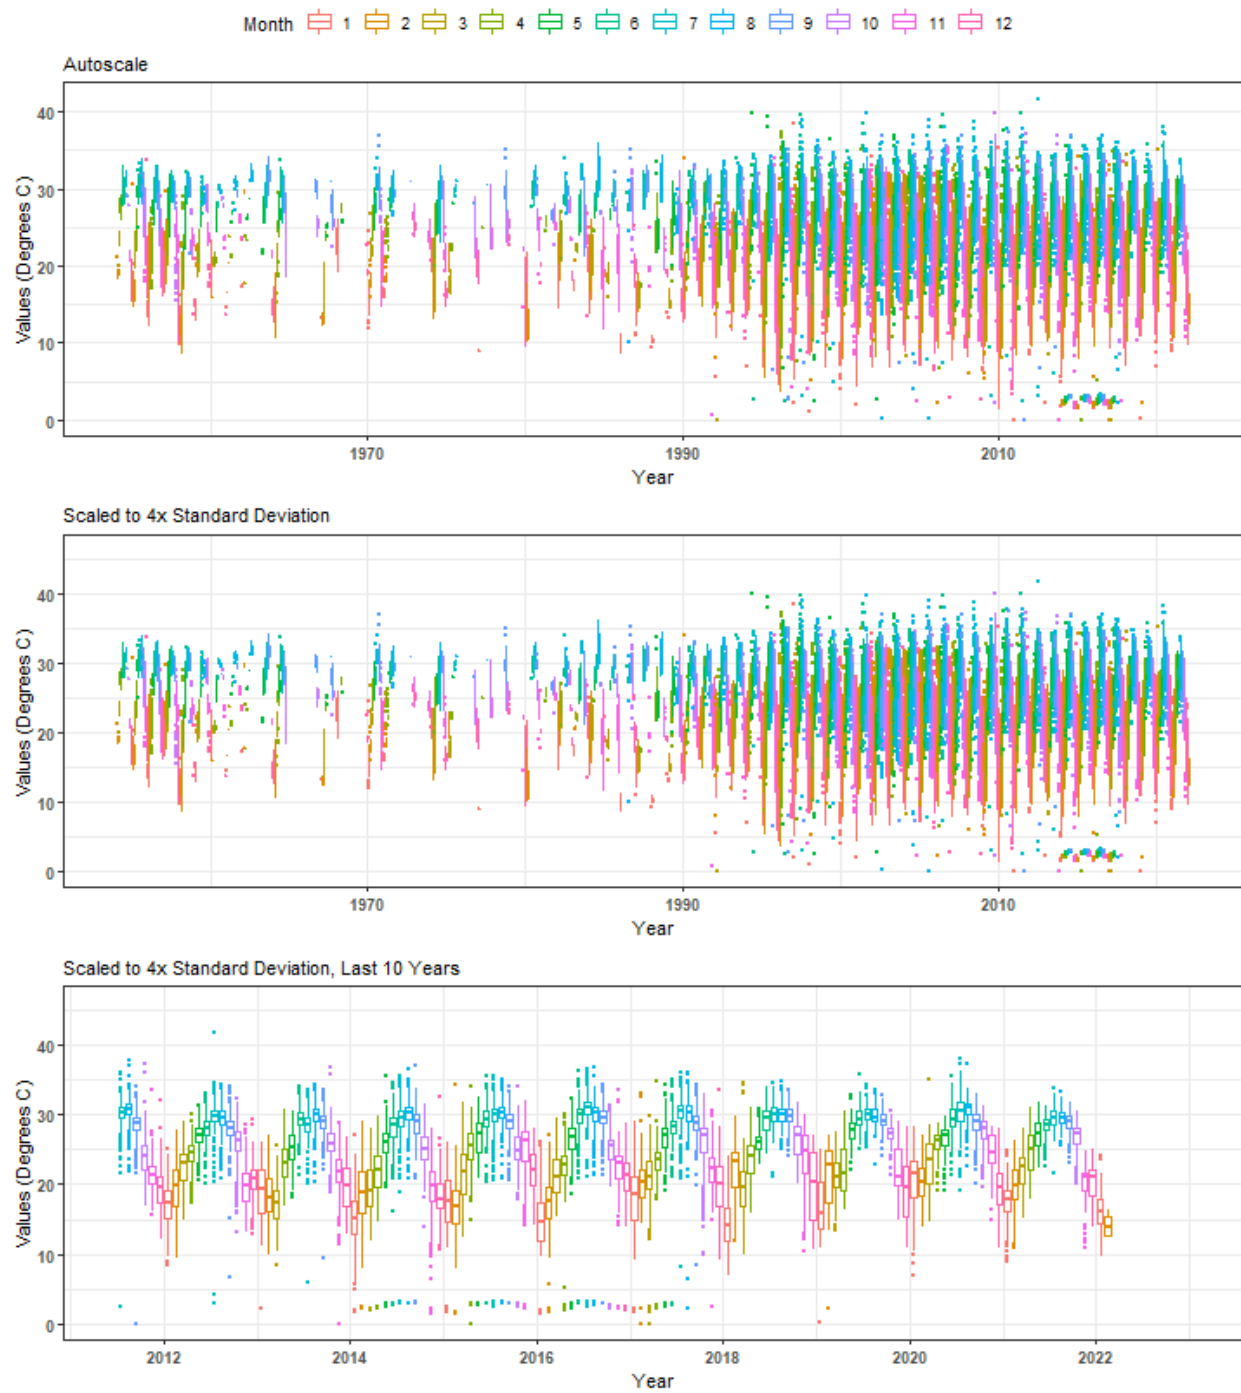 Month 1 2 3 4 5 6 7 8 9 10 11 12
Autoscale
Values (Degrees C)
40
30
20
10
0
1970 1990 2010
Year
Scaled to 4x Standard Deviation
Values (Degrees C)
40
30
20
10
0
1970 1990 2010
Year
Scaled to 4x Standard Deviation, Last 10 Years
Values (Degrees C)
40
30
20
10
0
2012 2014 2016 2018 2020 2022
Year